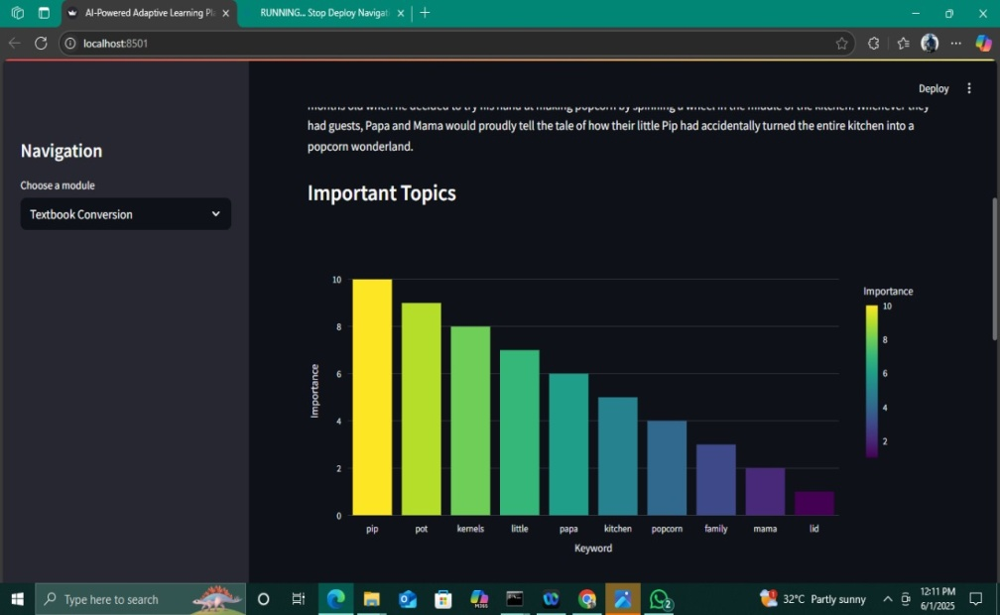 AI-Powered Adaptive Learning Pl
RUNNING... Stop Deploy Navigat
localhost:8501
Deploy
months old when he decided to try his hand at making popcorn by spinning a wheel in the middle of the kitchen. Whenever they
had guests, Papa and Mama would proudly tell the tale of how their little Pip had accidentally turned the entire kitchen into a
popcorn wonderland.
Navigation
Choose a module
Textbook Conversion
Important Topics
Importance
10
8
6
4
2
0
Importance
10
8
6
4
2
pip pot kernels little papa kitchen popcorn family mama lid
Keyword
Type here to search
2
32°C Partly sunny
12:11 PM
6/1/2025